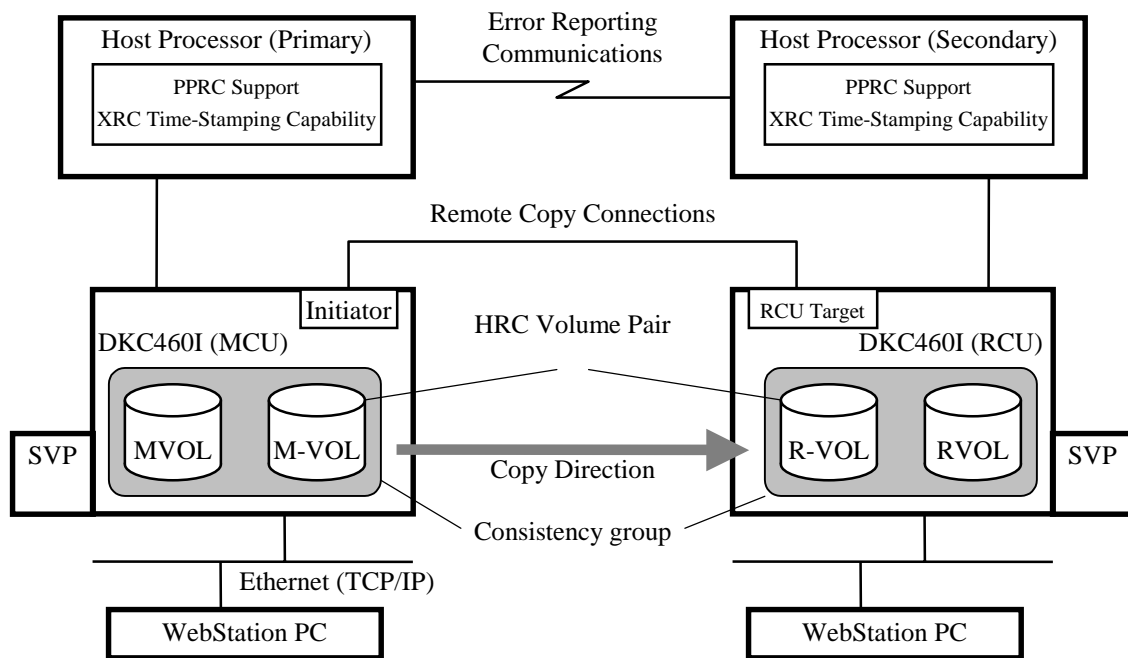 Host Processor (Primary)
PPRC Support
XRC Time-Stamping Capability
Error Reporting
Communications
Host Processor (Secondary)
PPRC Support
XRC Time-Stamping Capability
Remote Copy Connections
Initiator
DKC460I (MCU)
HRC Volume Pair
RCU Target
DKC460I (RCU)
SVP
MVOL
M-VOL
Copy Direction
R-VOL
RVOL
SVP
Consistency group
Ethernet (TCP/IP)
WebStation PC
WebStation PC